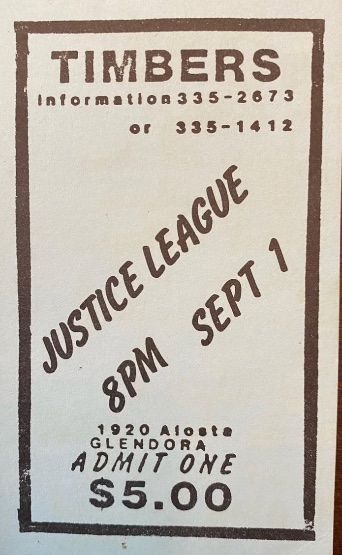 TIMBERS
Information 335-2673
or 335-1412
JUSTICE LEAGUE
8PM SEPT 1
1920 Alosta
GLENDORA
ADMIT ONE
$5.00